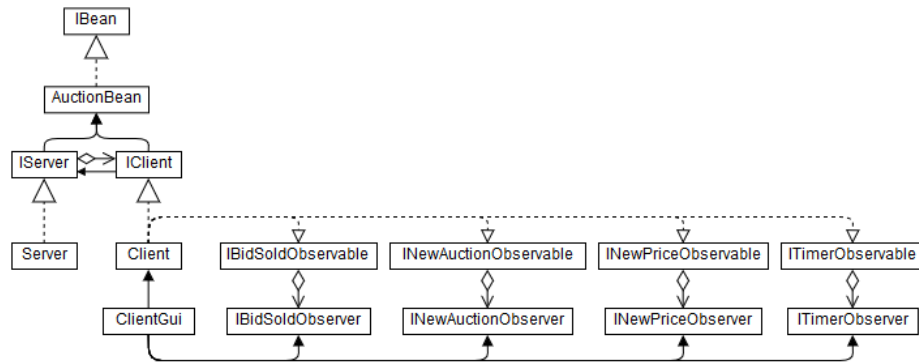 IBean
AuctionBean
IServer
IClient
Server
Client
IBidSoldObservable
INewAuctionObservable
INewPriceObservable
ITimerObservable
ClientGui
IBidSoldObserver
INewAuctionObserver
INewPriceObserver
ITimerObserver